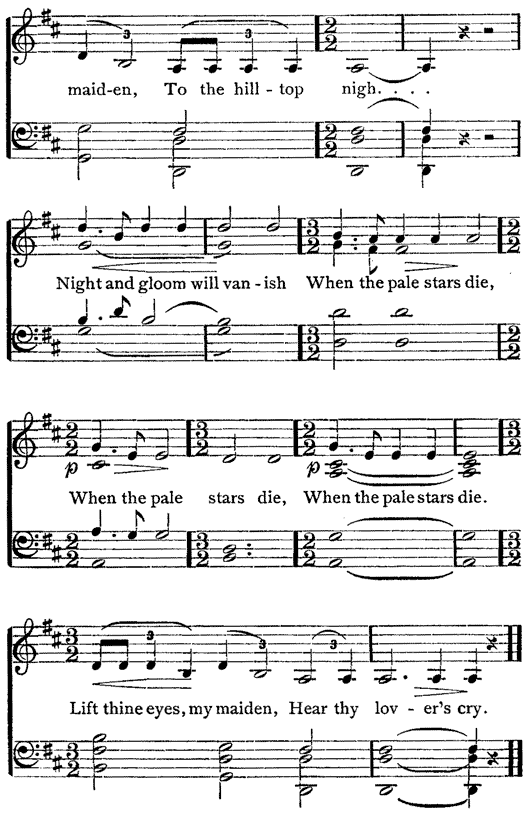 maid-en, To the hill - top nigh. . . .
Night and gloom will van - ish When the pale stars die,
When the pale stars die, When the pale stars die.
Lift thine eyes, my maiden, Hear thy lov - er's cry.